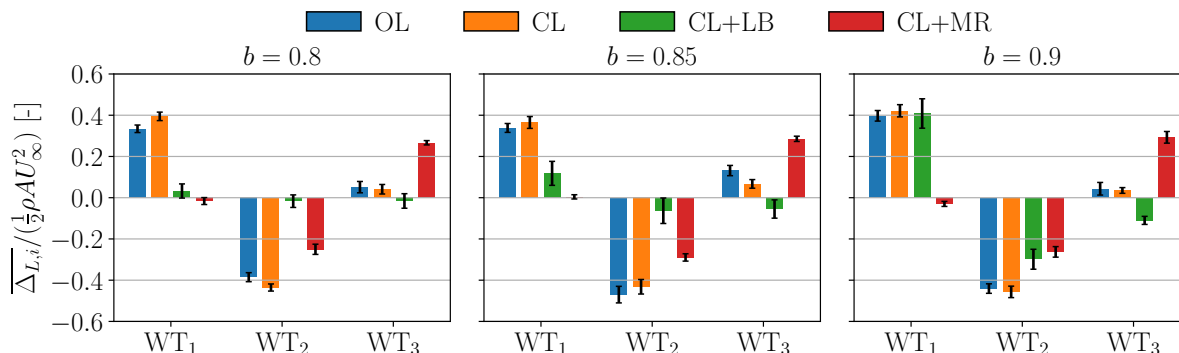 OL CL CL+LB CL+MR
b = 0.8 b = 0.85 b = 0.9
$\overline{\Delta_{L,i}}/(\frac{1}{2}\rho A U_\infty^2)$ [-]
0.6
0.4
0.2
0.0
−0.2
−0.4
−0.6
WT₁ WT₂ WT₃ WT₁ WT₂ WT₃ WT₁ WT₂ WT₃